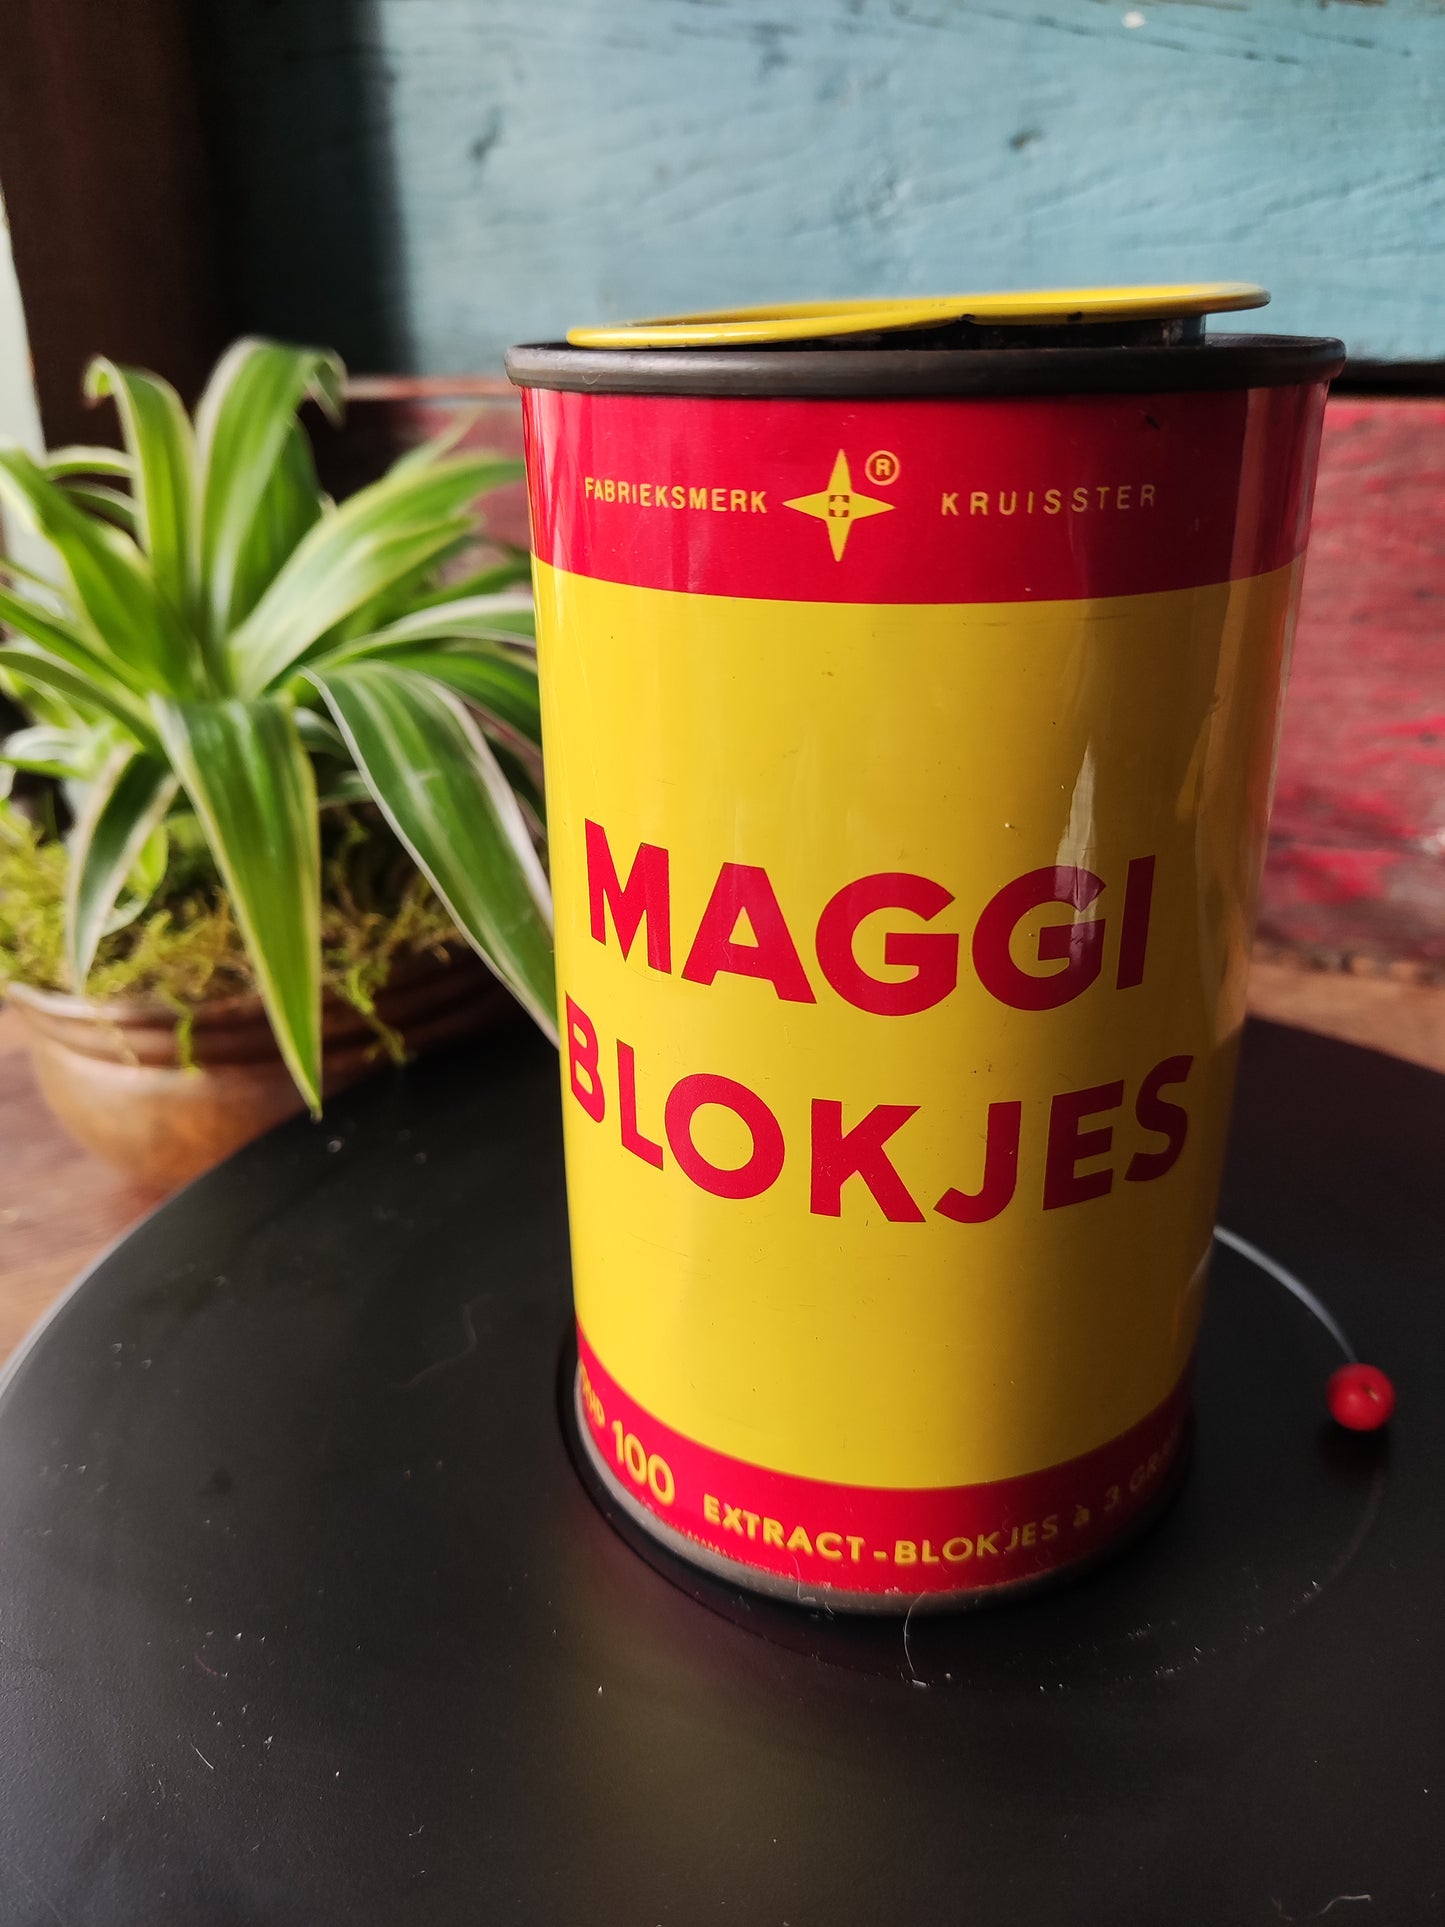 FABRIEKSMERK ® KRUISSTER
MAGGI
BLOKJES
100 EXTRACT-BLOKJES à 3